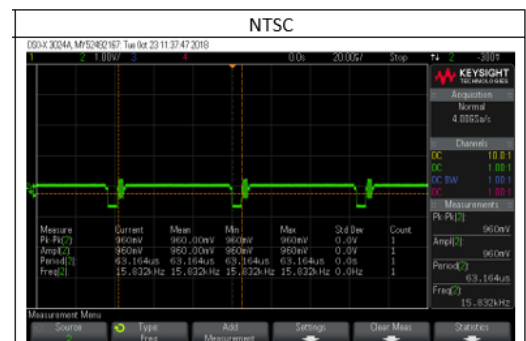 NTSC
DSO-X 3024A, MY52492167: Tue Oct 23 11:37:47 2018
1 2 1.00V/ 3 4 0.0s 20.00s/ Stop 2 -300
KEYSIGHT
TECHNOLOGIES
Acquisition
Normal
4.00GSa/s
Channels
DC 10.0:1
DC 1.00:1
DC BW 1.00:1
DC 1.00:1
Measurements
Pk-Pk(2):
960mV
Ampl(2):
960mV
Period(2):
63.164us
Freq(2):
15.832kHz
Measure Current Mean Min Max Std Dev Count
Pk-Pk(2) 960mV 960.00mV 960mV 960mV 0.0V 1
Ampl(2) 960mV 960.00mV 960mV 960mV 0.0V 1
Period(2) 63.164us 63.164us 63.164us 63.164us 0.0s 1
Freq(2) 15.832kHz 15.832kHz 15.832kHz 15.832kHz 0.0Hz 1
Measurement Menu
Source Type Add Settings Clear Meas Statistics
2 Freq Measurement